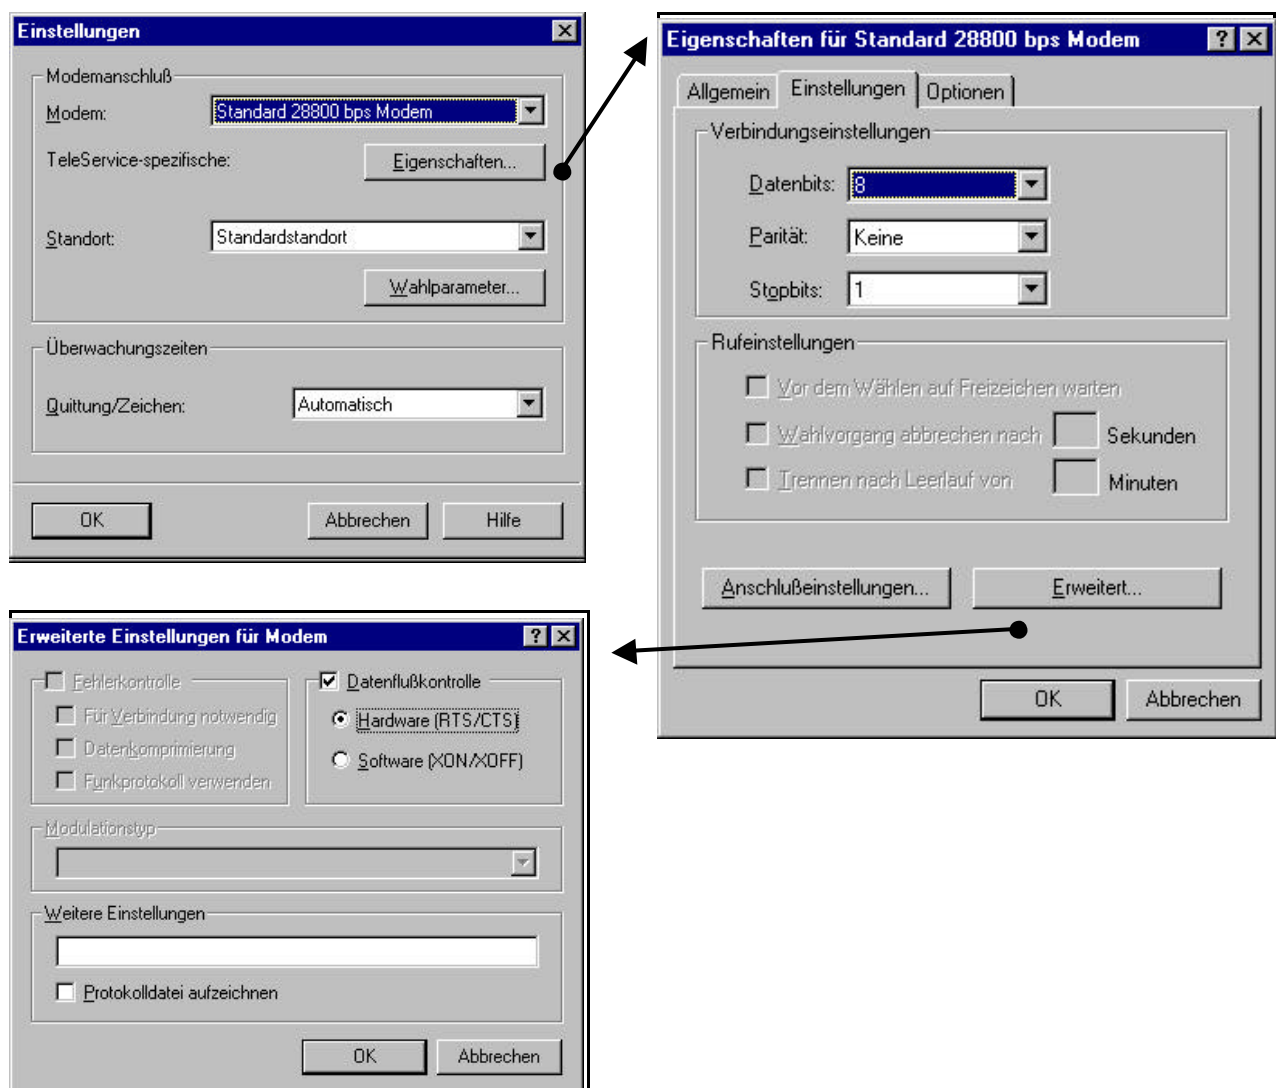 Einstellungen
Modemanschluß
Modem: Standard 28800 bps Modem
TeleService-spezifische: Eigenschaften...
Standort: Standardstandort
Wahlparameter...
Überwachungszeiten
Quittung/Zeichen: Automatisch
OK Abbrechen Hilfe
Eigenschaften für Standard 28800 bps Modem
Allgemein Einstellungen Optionen
Verbindungseinstellungen
Datenbits: 8
Parität: Keine
Stopbits: 1
Rufeinstellungen
Vor dem Wählen auf Freizeichen warten
Wahlvorgang abbrechen nach Sekunden
Trennen nach Leerlauf von Minuten
Anschlußeinstellungen... Erweitert...
OK Abbrechen
Erweiterte Einstellungen für Modem
Fehlerkontrolle
Für Verbindung notwendig
Datenkomprimierung
Funkprotokoll verwenden
Datenflußkontrolle
Hardware (RTS/CTS)
Software (XON/XOFF)
Modulationstyp
Weitere Einstellungen
Protokolldatei aufzeichnen
OK Abbrechen